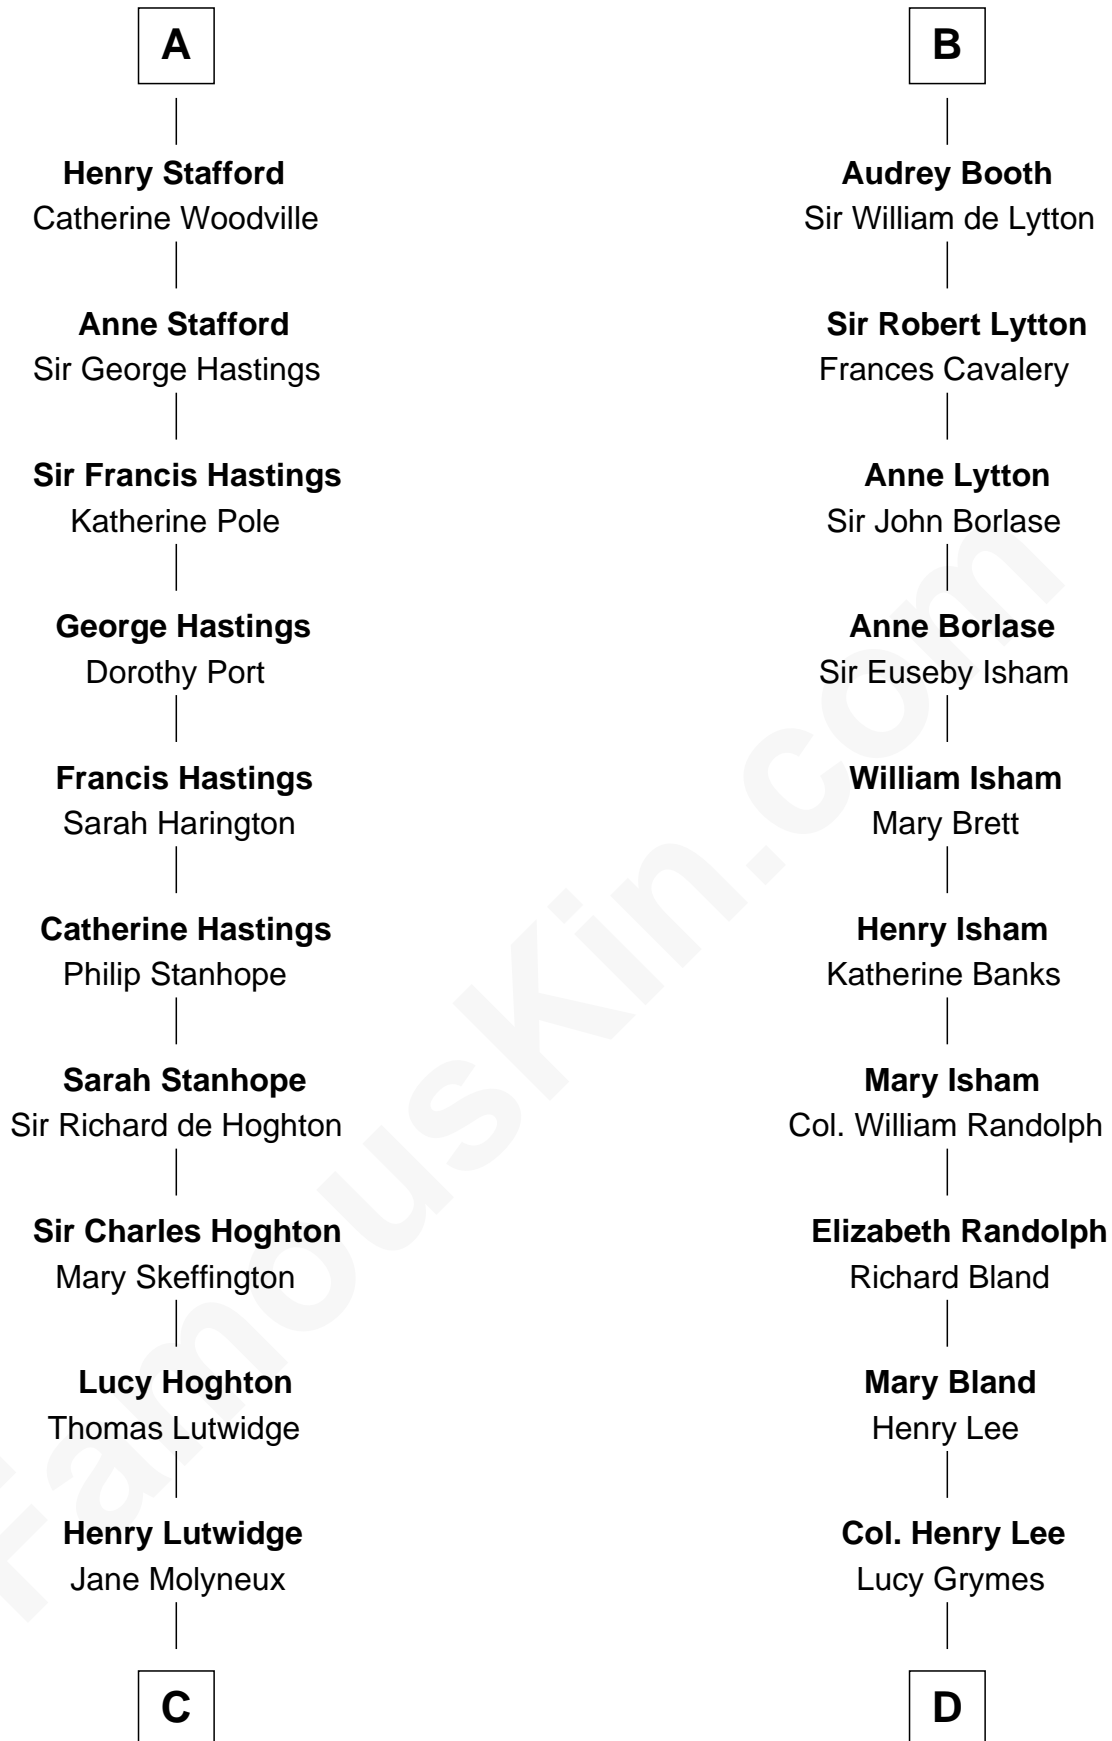 A
Henry Stafford
Catherine Woodville
Anne Stafford
Sir George Hastings
Sir Francis Hastings
Katherine Pole
George Hastings
Dorothy Port
Francis Hastings
Sarah Harington
Catherine Hastings
Philip Stanhope
Sarah Stanhope
Sir Richard de Hoghton
Sir Charles Hoghton
Mary Skeffington
Lucy Hoghton
Thomas Lutwidge
Henry Lutwidge
Jane Molyneux
C
B
Audrey Booth
Sir William de Lytton
Sir Robert Lytton
Frances Cavalery
Anne Lytton
Sir John Borlase
Anne Borlase
Sir Euseby Isham
William Isham
Mary Brett
Henry Isham
Katherine Banks
Mary Isham
Col. William Randolph
Elizabeth Randolph
Richard Bland
Mary Bland
Henry Lee
Col. Henry Lee
Lucy Grymes
D
FamousKin.com